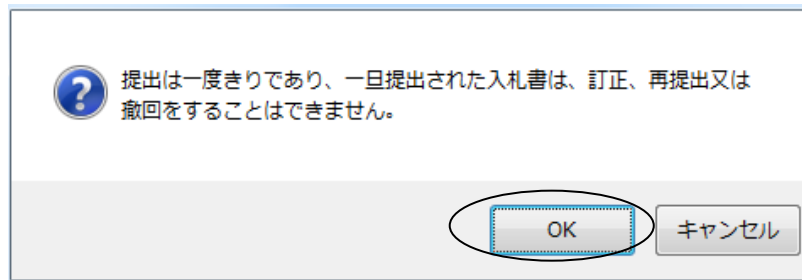 提出は一度きりであり、一旦提出された入札書は、訂正、再提出又は
撤回をすることはできません。
OK
キャンセル